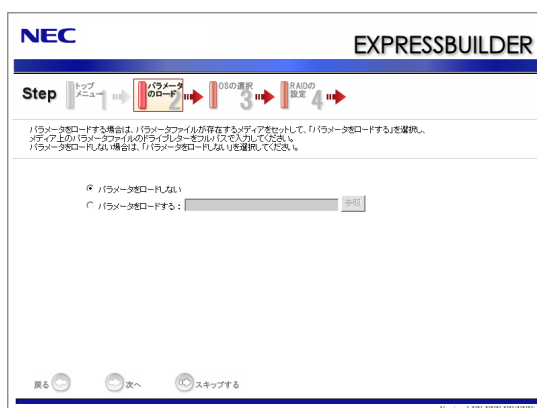 NEC
EXPRESSBUILDER
Step
トップ
メニュー 1
パラメータ
のロード 2
OSの選択
3
RAIDの
設定 4
パラメータをロードする場合は、パラメータファイルが存在するメディアをセットして、「パラメータをロードする」を選択し、
メディア上のパラメータファイルのドライブレターをフルパスで入力してください。
パラメータをロードしない場合は、「パラメータをロードしない」を選択してください。
パラメータをロードしない
パラメータをロードする：
参照
戻る
次へ
スキップする